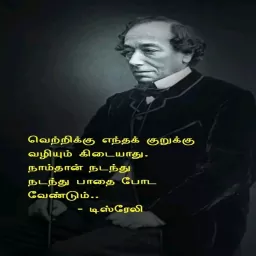 வெற்றிக்கு எந்தக் குறுக்கு
வழியும் கிடையாது.
நாம்தான் நடந்து
நடந்து பாதை போட
வேண்டும்..
- டிஸ்ரேலி